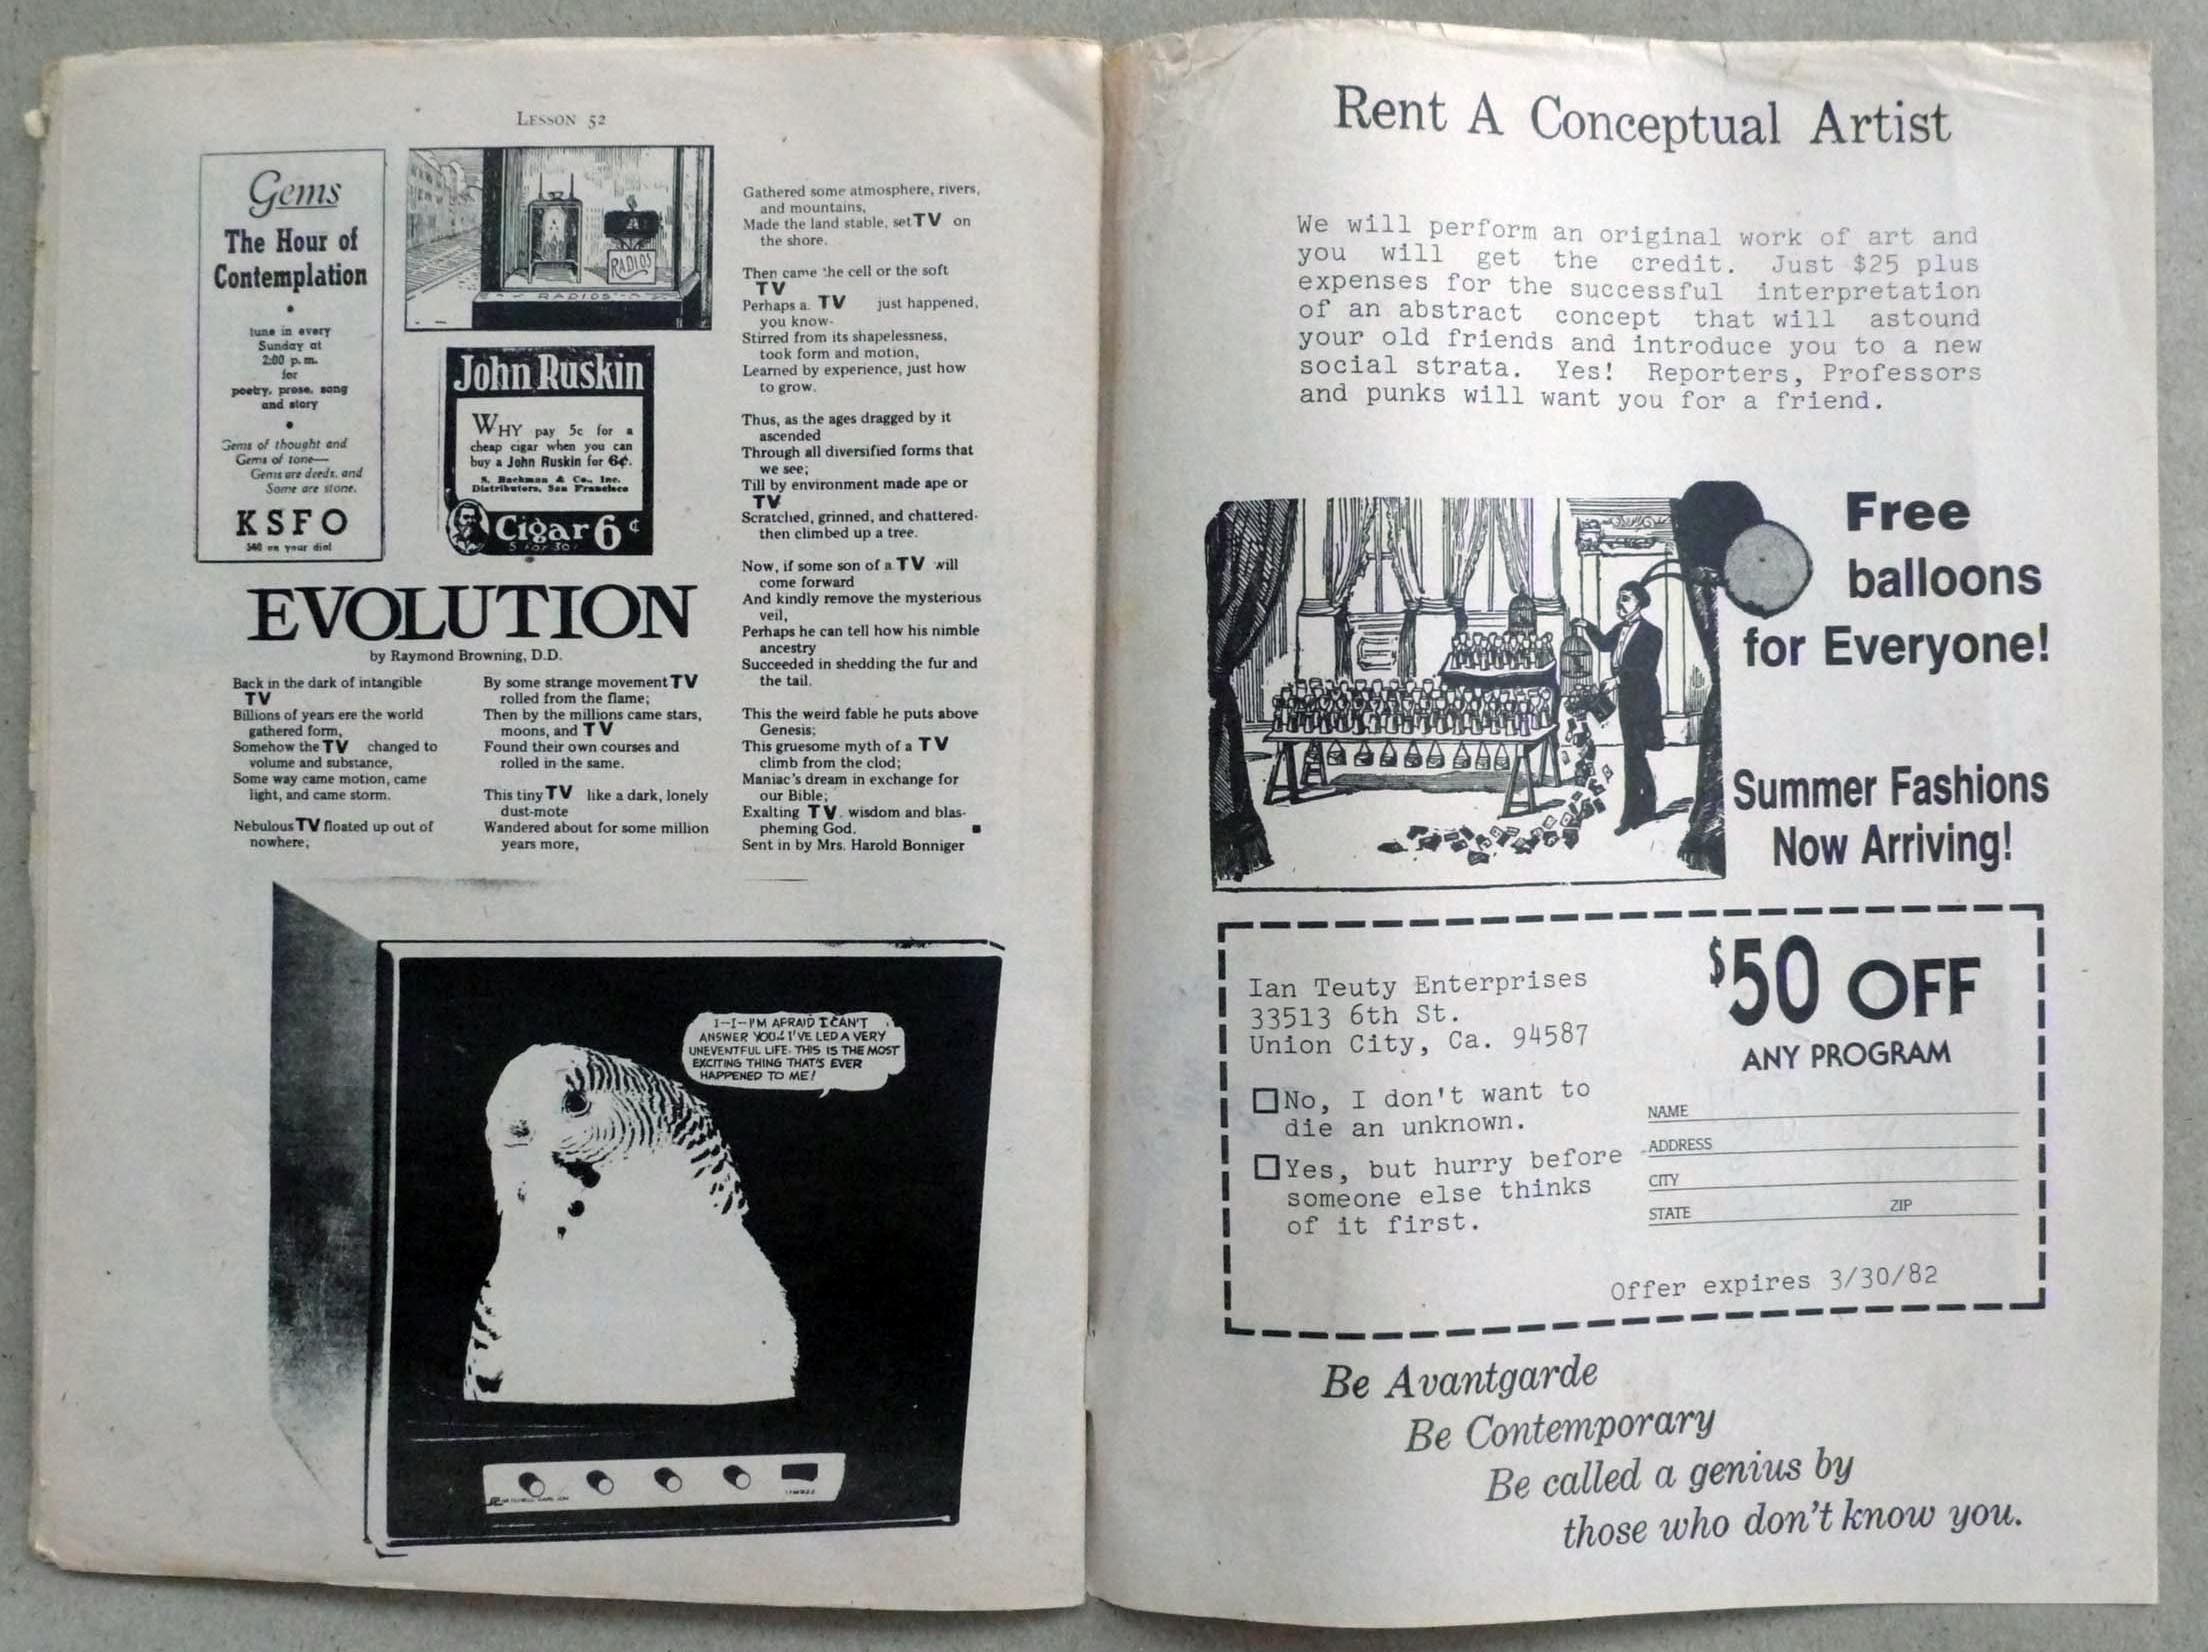 LESSON 52
Gems
The Hour of
Contemplation
tune in every
Sunday at
2:00 p.m.
for
poetry, prose, song
and story
Gems of thought and
Gems of tone—
Gems are deeds, and
Some are stone.
KSFO
560 on your dial
RADIOS
RADIOS
John Ruskin
WHY pay 5c for a
cheap cigar when you can
buy a John Ruskin for 6¢.
S. Bachman & Co., Inc.
Distributors, San Francisco
Cigar 6¢
5 for 30¢
EVOLUTION
by Raymond Browning, D.D.
Back in the dark of intangible
TV
Billions of years ere the world
gathered form,
Somehow the TV changed to
volume and substance,
Some way came motion, came
light, and came storm.
Nebulous TV floated up out of
nowhere,
By some strange movement TV
rolled from the flame;
Then by the millions came stars,
moons, and TV
Found their own courses and
rolled in the same.
This tiny TV like a dark, lonely
dust-mote
Wandered about for some million
years more,
Gathered some atmosphere, rivers,
and mountains,
Made the land stable, set TV on
the shore.
Then came the cell or the soft
TV
Perhaps a TV just happened,
you know-
Stirred from its shapelessness,
took form and motion,
Learned by experience, just how
to grow.
Thus, as the ages dragged by it
ascended
Through all diversified forms that
we see;
Till by environment made ape or
TV
Scratched, grinned, and chattered-
then climbed up a tree.
Now, if some son of a TV will
come forward
And kindly remove the mysterious
veil,
Perhaps he can tell how his nimble
ancestry
Succeeded in shedding the fur and
the tail.
This the weird fable he puts above
Genesis;
This gruesome myth of a TV
climb from the clod;
Maniac's dream in exchange for
our Bible;
Exalting TV wisdom and blas-
pheming God.
Sent in by Mrs. Harold Bonniger
I--I--I'M AFRAID I CAN'T
ANSWER YOU... I'VE LED A VERY
UNEVENTFUL LIFE. THIS IS THE MOST
EXCITING THING THAT'S EVER
HAPPENED TO ME!
Rent A Conceptual Artist
We will perform an original work of art and
you will get the credit. Just $25 plus
expenses for the successful interpretation
of an abstract concept that will astound
your old friends and introduce you to a new
social strata. Yes! Reporters, Professors
and punks will want you for a friend.
Free
balloons
for Everyone!
Summer Fashions
Now Arriving!
Ian Teuty Enterprises
33513 6th St.
Union City, Ca. 94587
No, I don't want to
die an unknown.
Yes, but hurry before
someone else thinks
of it first.
$50 OFF
ANY PROGRAM
NAME
ADDRESS
CITY
STATE ZIP
Offer expires 3/30/82
Be Avantgarde
Be Contemporary
Be called a genius by
those who don't know you.